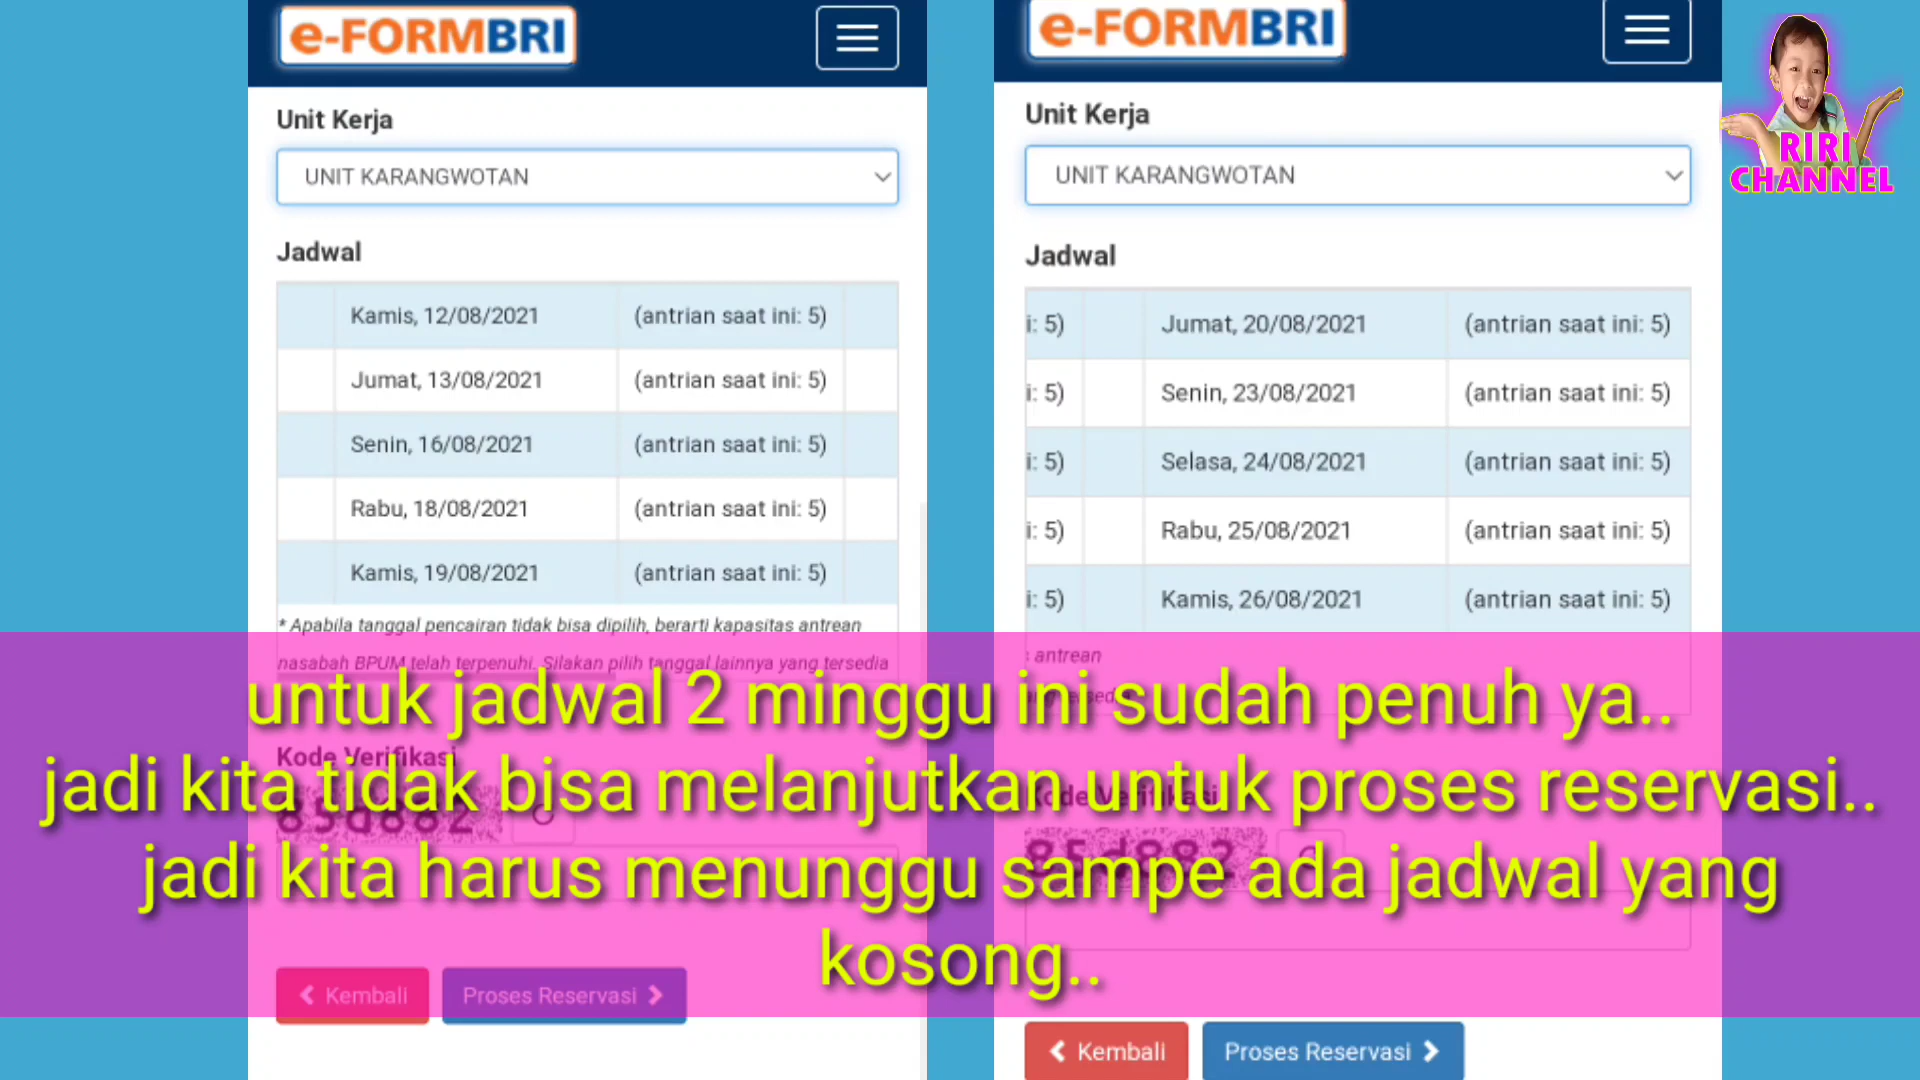 e-FORMBRI
Unit Kerja
UNIT KARANGWOTAN
Jadwal
Kamis, 12/08/2021 (antrian saat ini: 5)
Jumat, 13/08/2021 (antrian saat ini: 5)
Senin, 16/08/2021 (antrian saat ini: 5)
Rabu, 18/08/2021 (antrian saat ini: 5)
Kamis, 19/08/2021 (antrian saat ini: 5)
* Apabila tanggal pencairan tidak bisa dipilih, berarti kapasitas antrean
nasabah BPUM telah terpenuhi. Silakan pilih tanggal lainnya yang tersedia
Kode Verifikasi
85d882
Kembali
Proses Reservasi
e-FORMBRI
Unit Kerja
UNIT KARANGWOTAN
Jadwal
i: 5) Jumat, 20/08/2021 (antrian saat ini: 5)
i: 5) Senin, 23/08/2021 (antrian saat ini: 5)
i: 5) Selasa, 24/08/2021 (antrian saat ini: 5)
i: 5) Rabu, 25/08/2021 (antrian saat ini: 5)
i: 5) Kamis, 26/08/2021 (antrian saat ini: 5)
antrean
Kode Verifikasi
85d882
Kembali
Proses Reservasi
RIRI
CHANNEL
untuk jadwal 2 minggu ini sudah penuh ya..
jadi kita tidak bisa melanjutkan untuk proses reservasi..
jadi kita harus menunggu sampe ada jadwal yang
kosong..